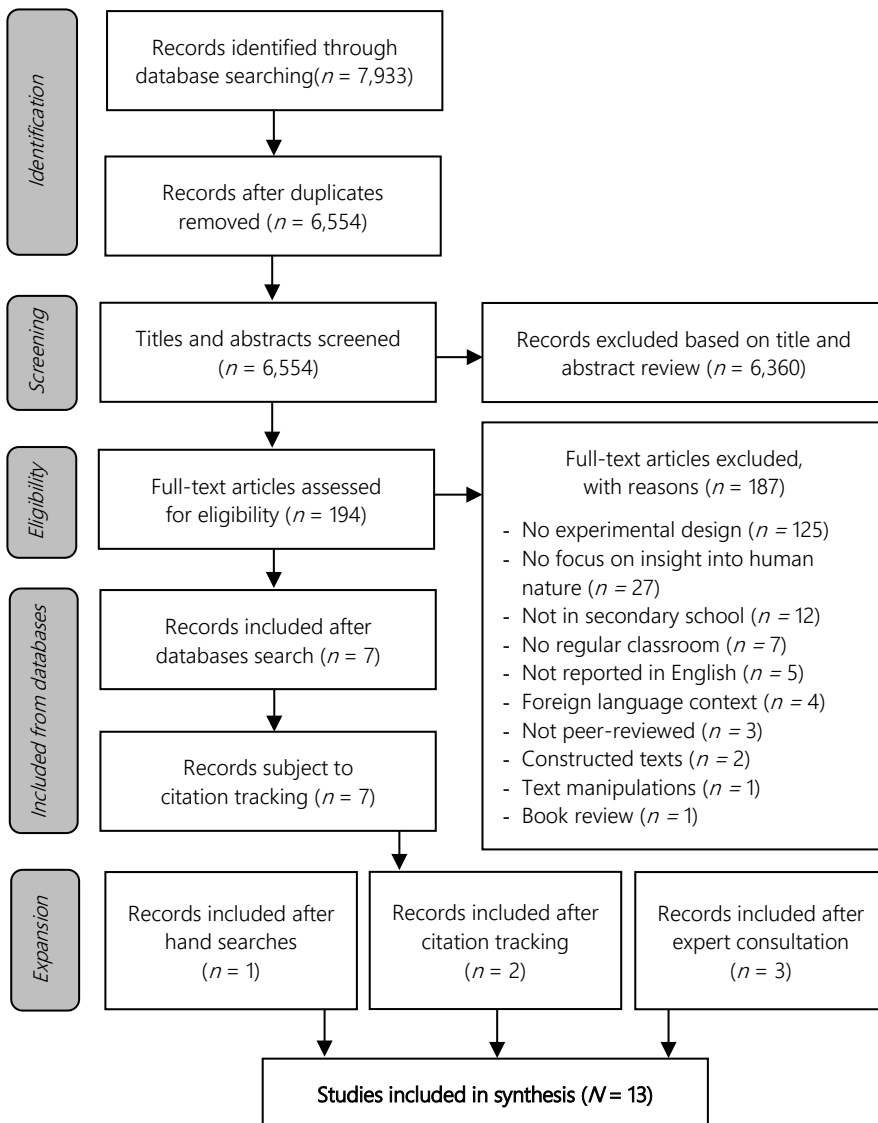 Identification
Records identified through
database searching(n = 7,933)
Records after duplicates
removed (n = 6,554)
Screening
Titles and abstracts screened
(n = 6,554)
Records excluded based on title and
abstract review (n = 6,360)
Eligibility
Full-text articles assessed
for eligibility (n = 194)
Full-text articles excluded,
with reasons (n = 187)
- No experimental design (n = 125)
- No focus on insight into human
nature (n = 27)
- Not in secondary school (n = 12)
- No regular classroom (n = 7)
- Not reported in English (n = 5)
- Foreign language context (n = 4)
- Not peer-reviewed (n = 3)
- Constructed texts (n = 2)
- Text manipulations (n = 1)
- Book review (n = 1)
Included from databases
Records included after
databases search (n = 7)
Records subject to
citation tracking (n = 7)
Expansion
Records included after
hand searches
(n = 1)
Records included after
citation tracking
(n = 2)
Records included after
expert consultation
(n = 3)
Studies included in synthesis (N = 13)